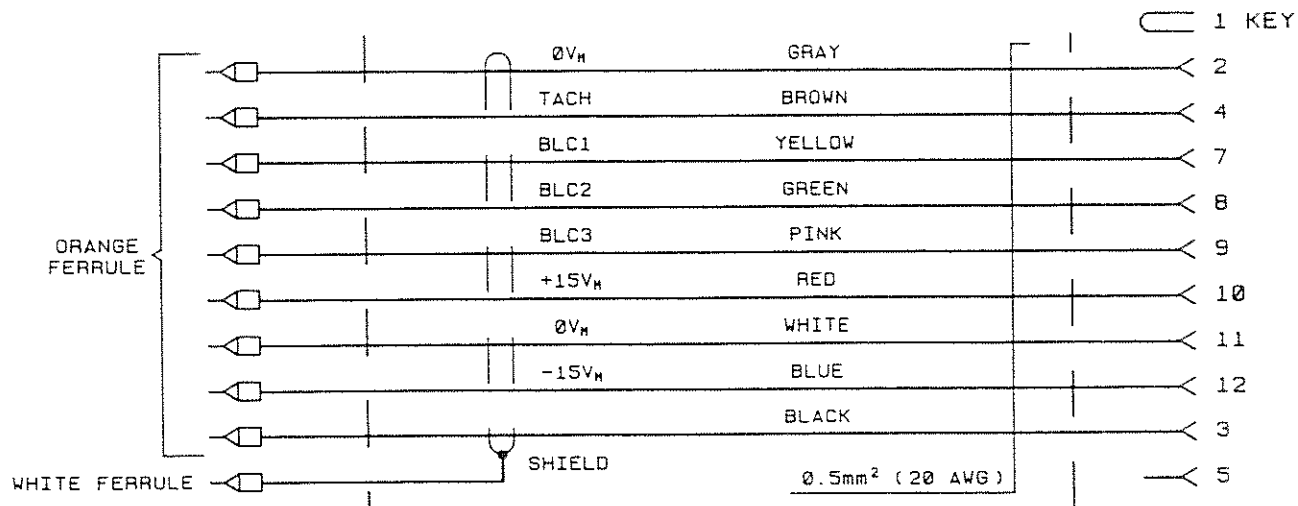 1 KEY
0Vₘ GRAY 2
TACH BROWN 4
BLC1 YELLOW 7
BLC2 GREEN 8
BLC3 PINK 9
ORANGE
FERRULE
+15Vₘ RED 10
0Vₘ WHITE 11
-15Vₘ BLUE 12
BLACK 3
SHIELD
WHITE FERRULE
0.5mm² (20 AWG)
5